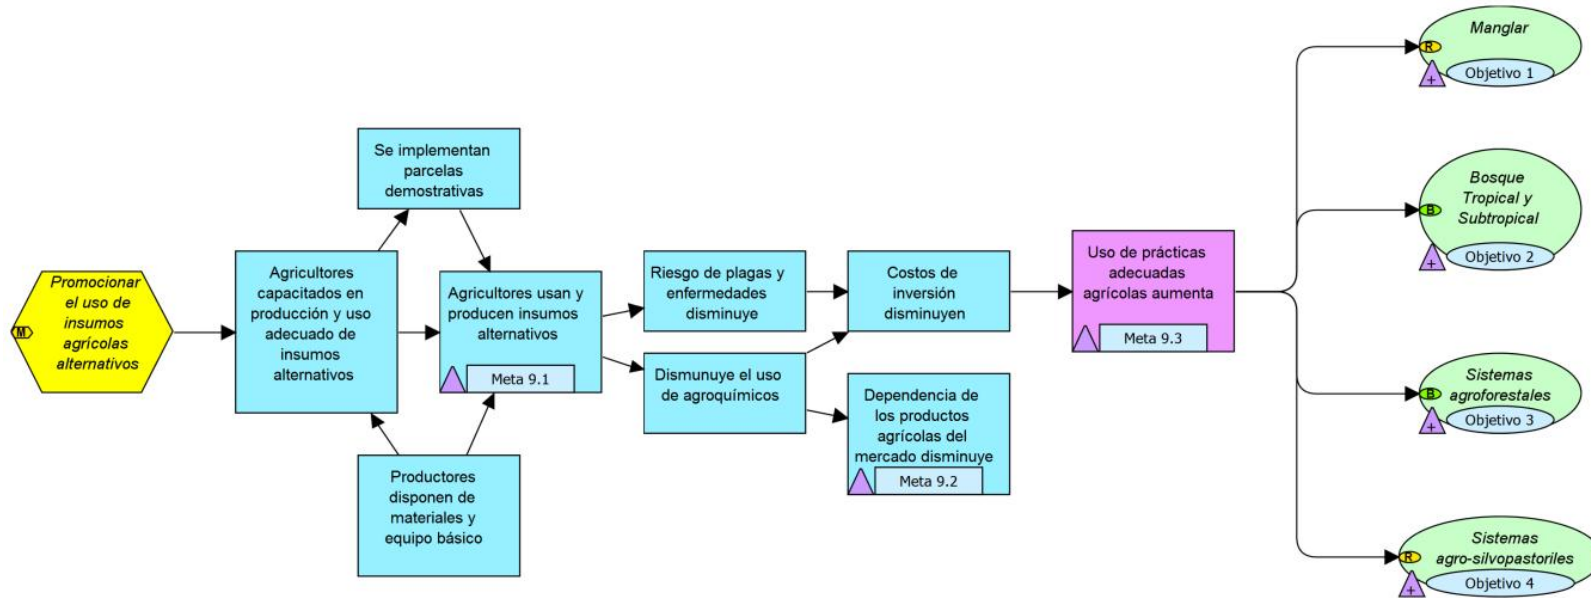 Promocionar
el uso de
insumos
agrícolas
alternativos
M
Agricultores
capacitados en
producción y uso
adecuado de
insumos
alternativos
Se implementan
parcelas
demostrativas
Productores
disponen de
materiales y
equipo básico
Agricultores usan y
producen insumos
alternativos
Meta 9.1
Riesgo de plagas y
enfermedades
disminuye
Dismunuye el uso
de agroquímicos
Costos de
inversión
disminuyen
Dependencia de
los productos
agrícolas del
mercado disminuye
Meta 9.2
Uso de prácticas
adecuadas
agrícolas aumenta
Meta 9.3
Manglar
R
+
Objetivo 1
Bosque
Tropical y
Subtropical
B
+
Objetivo 2
Sistemas
agroforestales
B
+
Objetivo 3
Sistemas
agro-silvopastoriles
R
+
Objetivo 4